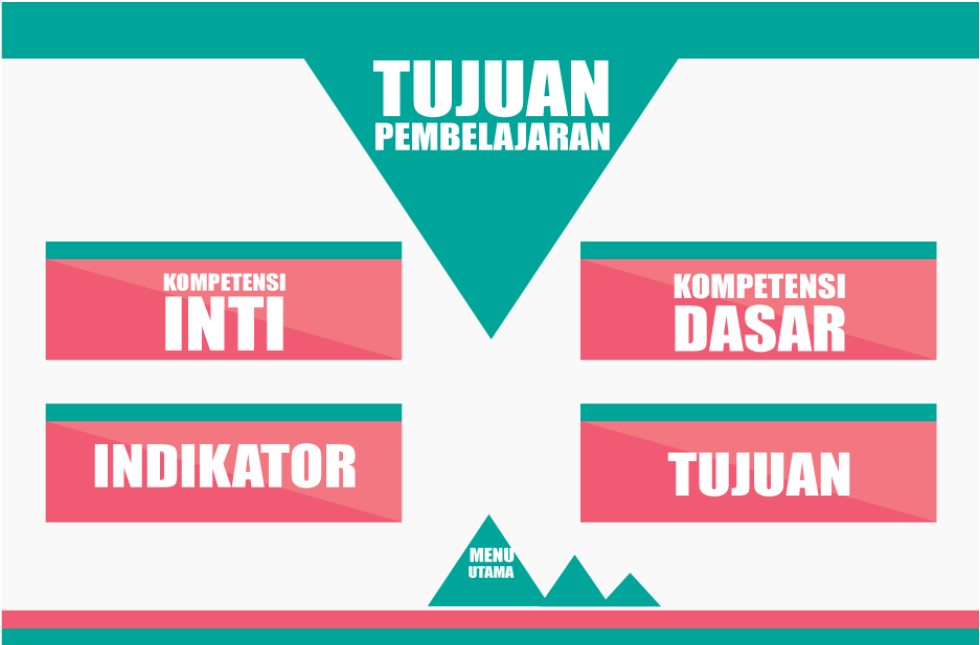 TUJUAN
PEMBELAJARAN
KOMPETENSI
INTI
KOMPETENSI
DASAR
INDIKATOR
TUJUAN
MENU
UTAMA